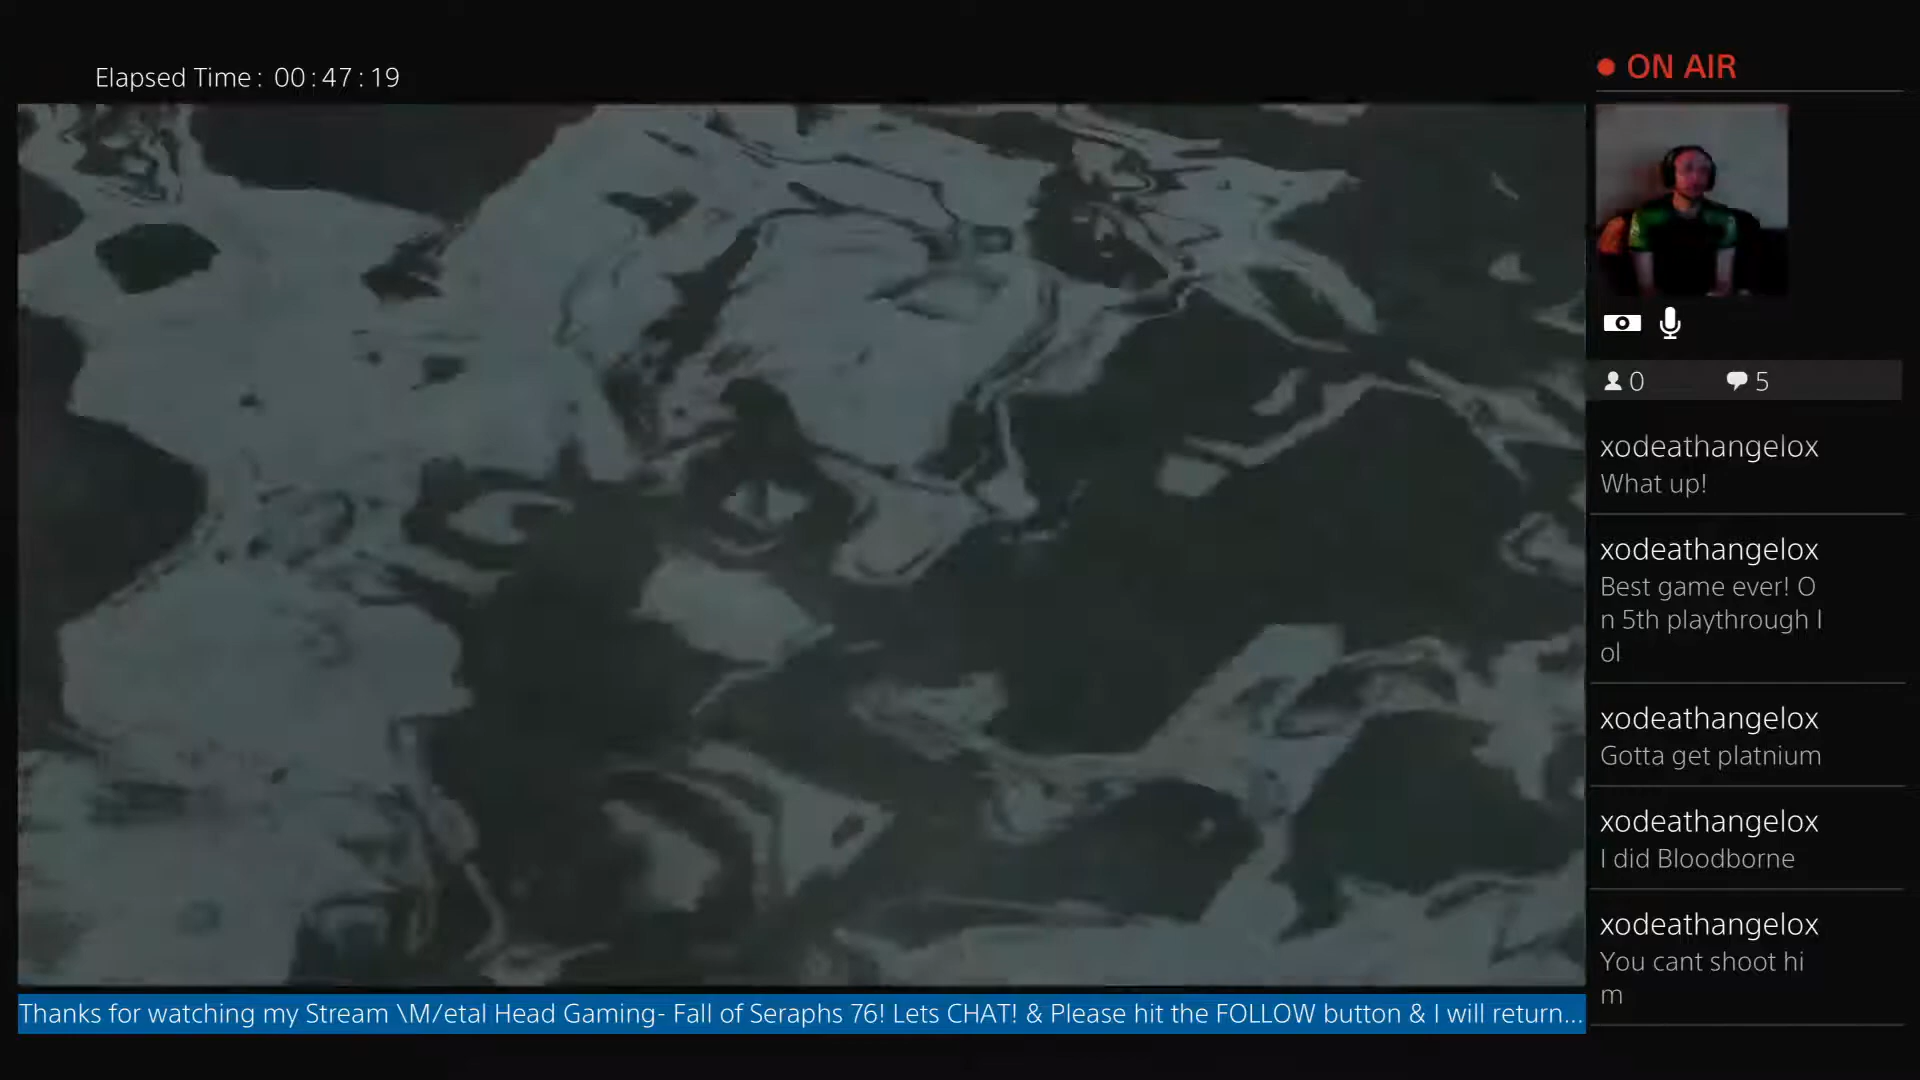 Elapsed Time: 00:47:19
ON AIR
0 5
xodeathangelox
What up!
xodeathangelox
Best game ever! O
n 5th playthrough l
ol
xodeathangelox
Gotta get platnium
xodeathangelox
I did Bloodborne
xodeathangelox
You cant shoot hi
m
Thanks for watching my Stream \M/etal Head Gaming- Fall of Seraphs 76! Lets CHAT! & Please hit the FOLLOW button & I will return...